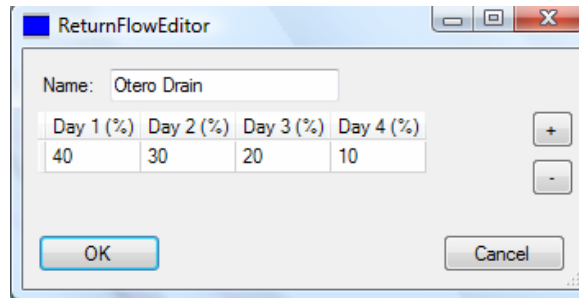 ReturnFlowEditor
Name: Otero Drain
Day 1 (%) Day 2 (%) Day 3 (%) Day 4 (%)
40 30 20 10
+
-
OK Cancel